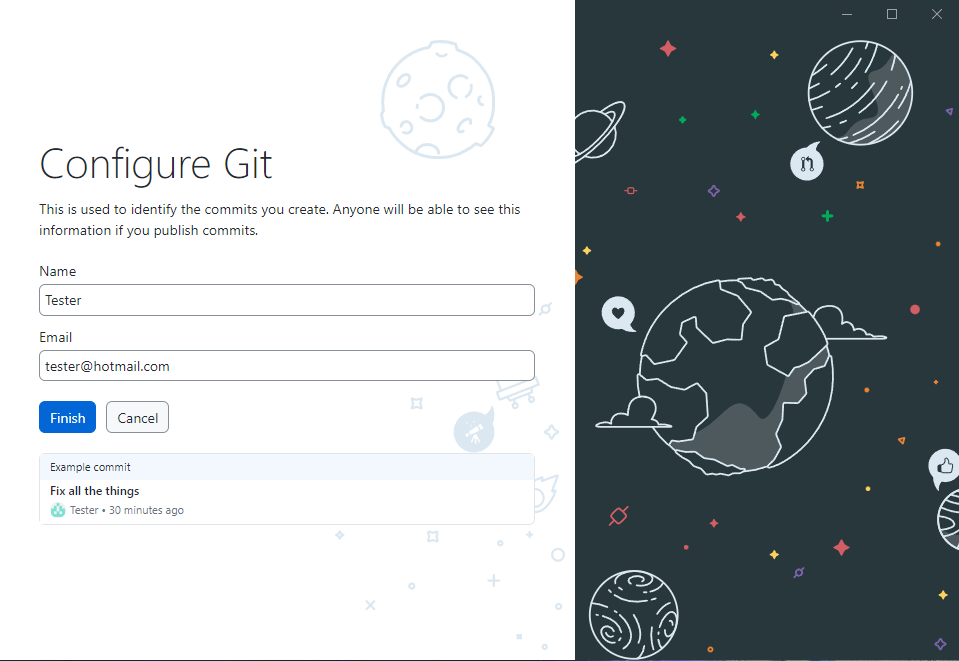 Configure Git
This is used to identify the commits you create. Anyone will be able to see this
information if you publish commits.
Name
Tester
Email
tester@hotmail.com
Finish Cancel
Example commit
Fix all the things
Tester • 30 minutes ago